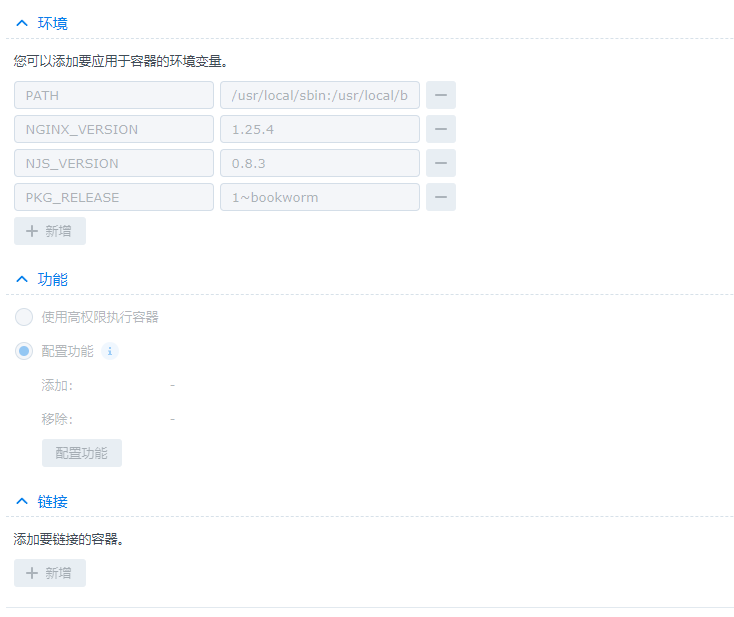 环境
您可以添加要应用于容器的环境变量。
PATH /usr/local/sbin:/usr/local/b
NGINX_VERSION 1.25.4
NJS_VERSION 0.8.3
PKG_RELEASE 1~bookworm
新增
功能
使用高权限执行容器
配置功能
添加: -
移除: -
配置功能
链接
添加要链接的容器。
新增